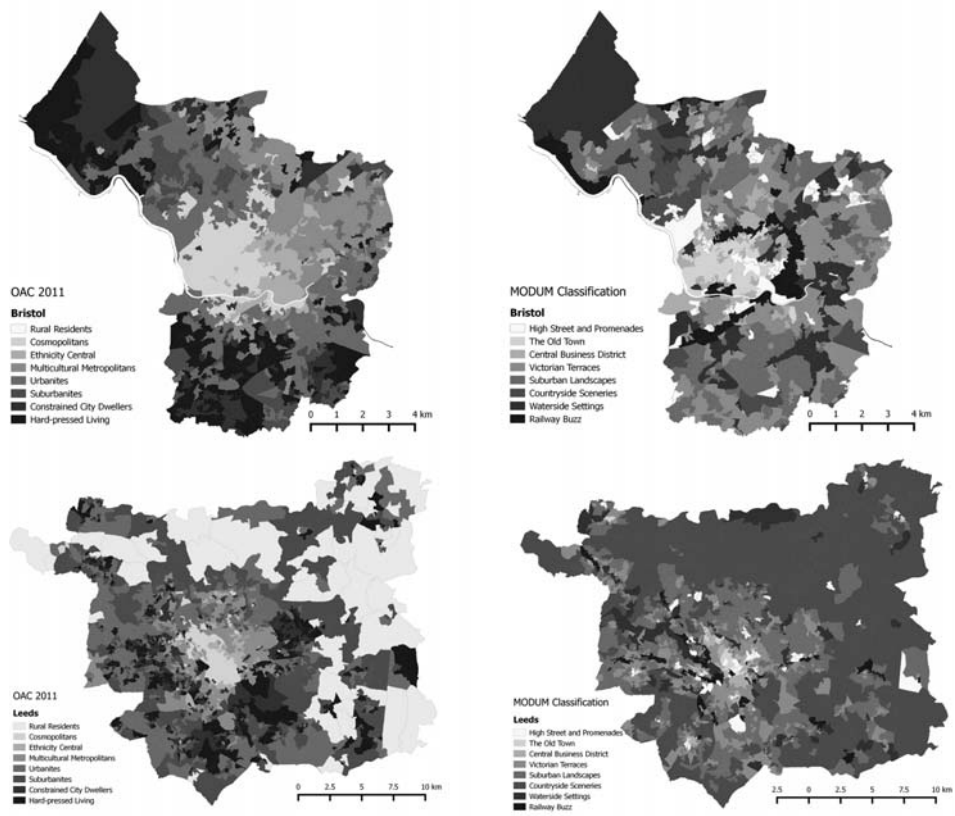 OAC 2011
Bristol
Rural Residents
Cosmopolitans
Ethnicity Central
Multicultural Metropolitans
Urbanites
Suburbanites
Constrained City Dwellers
Hard-pressed Living
0 2 4 km
MODUM Classification
Bristol
High Street and Promenades
The Old Town
Central Business District
Victorian Terraces
Suburban Landscapes
Countryside Sceneries
Waterside Settings
Railway Buzz
0 2 4 km
OAC 2011
Leeds
Rural Residents
Cosmopolitans
Ethnicity Central
Multicultural Metropolitans
Urbanites
Suburbanites
Constrained City Dwellers
Hard-pressed Living
0 2.5 5 7.5 10 km
MODUM Classification
Leeds
High Street and Promenades
The Old Town
Central Business District
Victorian Terraces
Suburban Landscapes
Countryside Sceneries
Waterside Settings
Railway Buzz
2.5 0 2.5 5 7.5 10 km